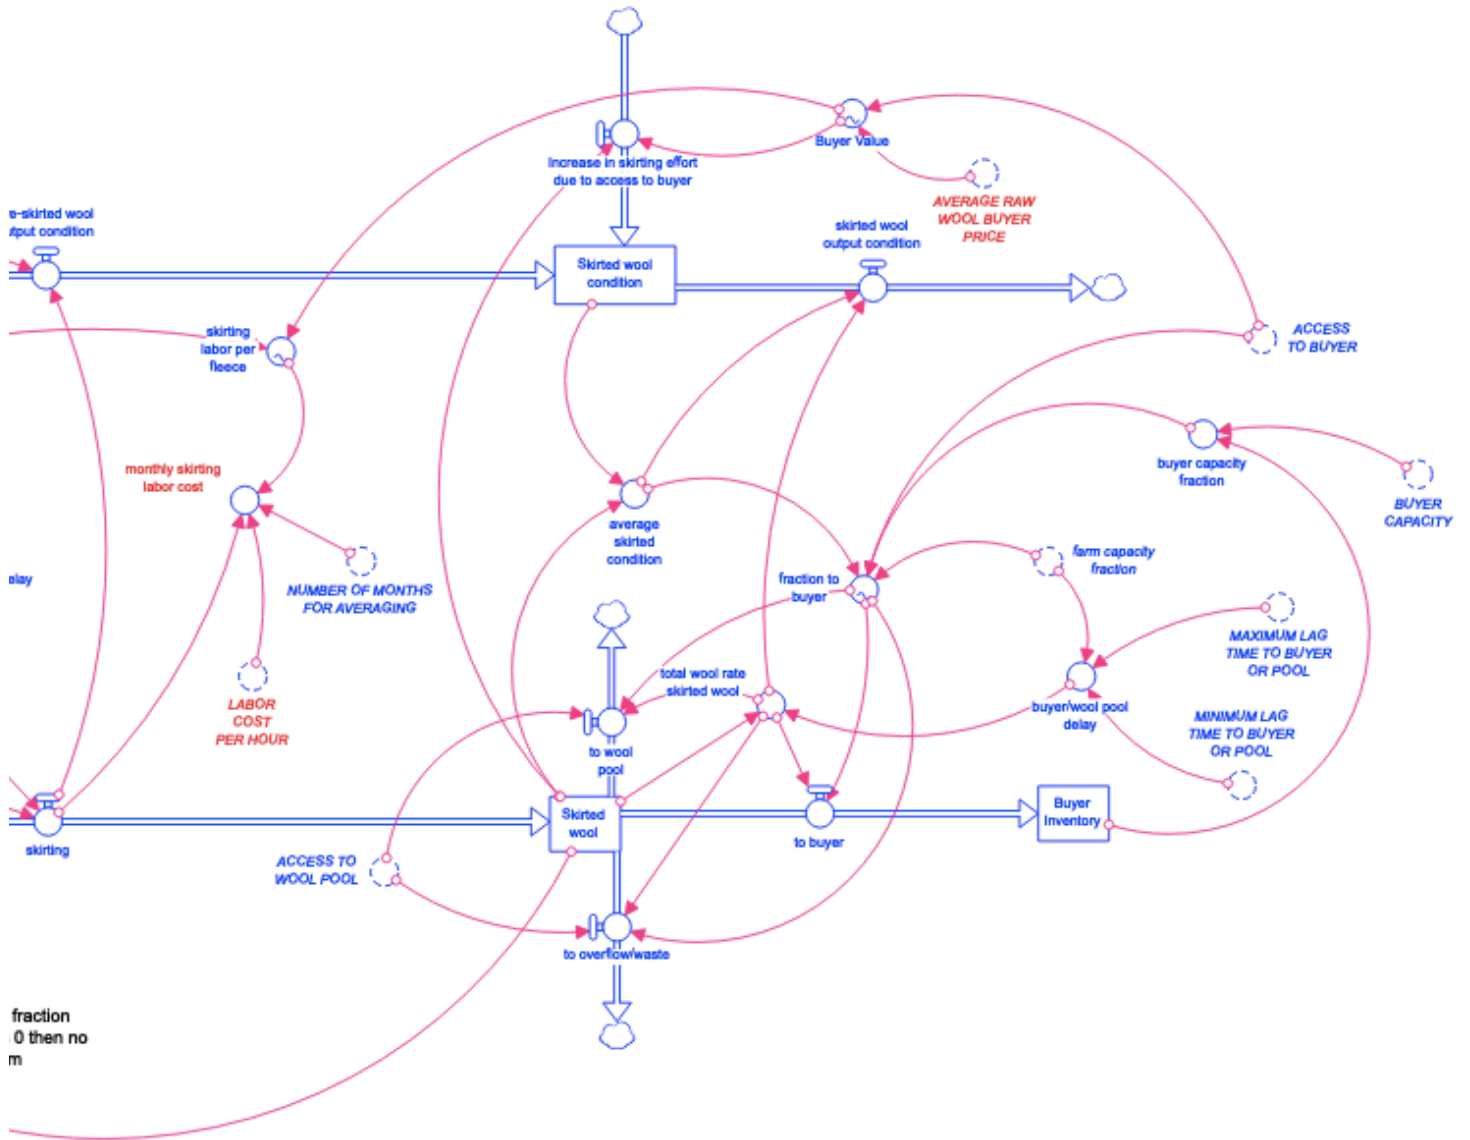 Buyer Value
Increase in skirting effort
due to access to buyer
AVERAGE RAW
WOOL BUYER
PRICE
e-skirted wool
utput condition
skirted wool
output condition
Skirted wool
condition
skirting
labor per
fleece
ACCESS
TO BUYER
monthly skirting
labor cost
buyer capacity
fraction
BUYER
CAPACITY
average
skirted
condition
farm capacity
fraction
elay
NUMBER OF MONTHS
FOR AVERAGING
fraction to
buyer
MAXIMUM LAG
TIME TO BUYER
OR POOL
total wool rate
skirted wool
LABOR
COST
PER HOUR
buyer/wool pool
delay
MINIMUM LAG
TIME TO BUYER
OR POOL
to wool
pool
Skirted
wool
Buyer
Inventory
skirting
to buyer
ACCESS TO
WOOL POOL
to overflow/waste
fraction
0 then no
m